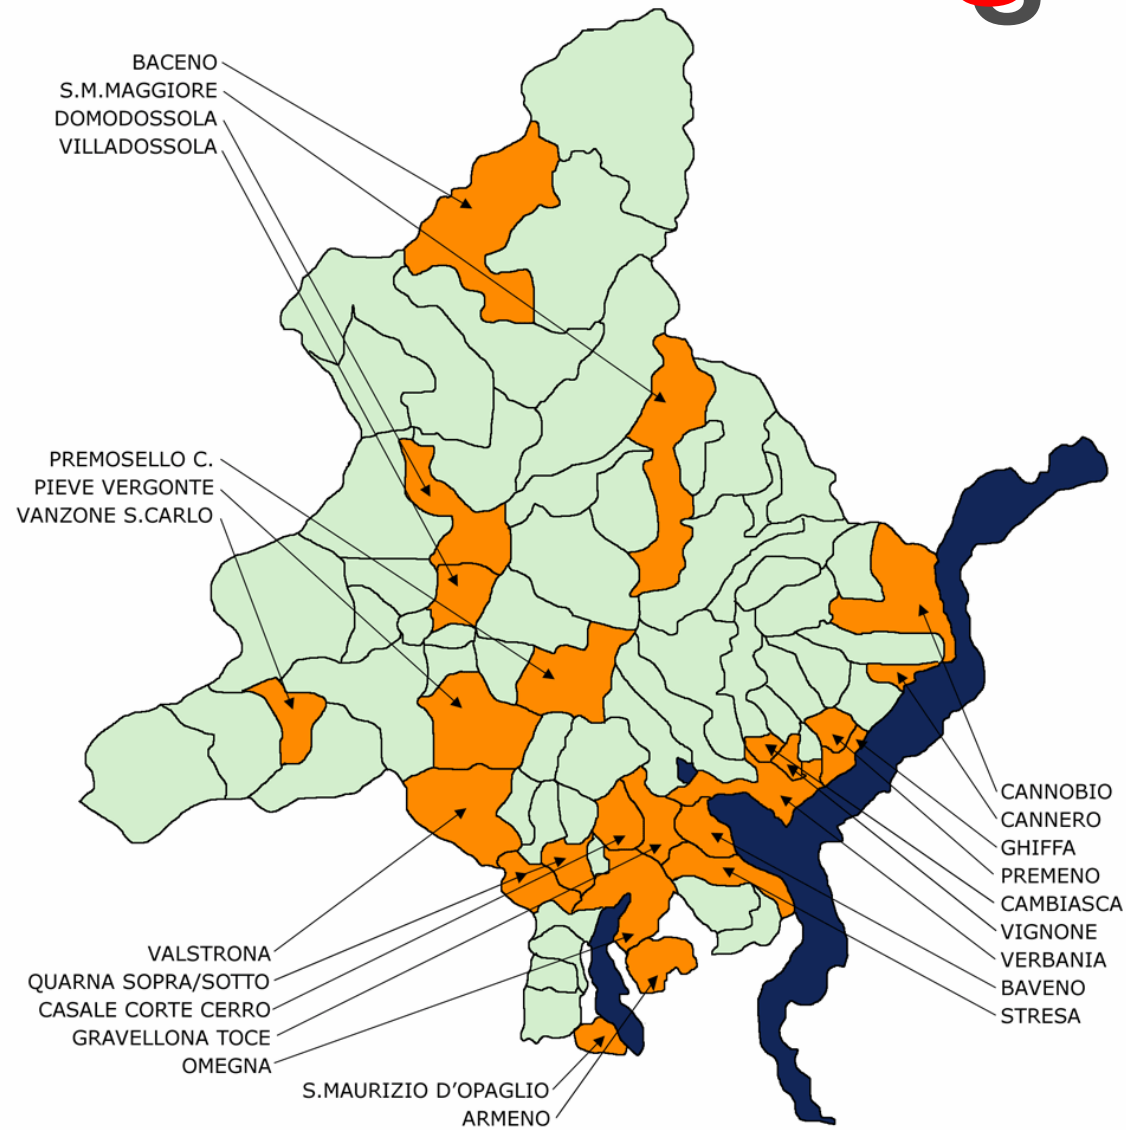 BACENO
S.M.MAGGIORE
DOMODOSSOLA
VILLADOSSOLA
PREMOSELLO C.
PIEVE VERGONTE
VANZONE S.CARLO
CANNOBIO
CANNERO
GHIFFA
PREMENO
CAMBIASCA
VIGNONE
VERBANIA
BAVENO
STRESA
VALSTRONA
QUARNA SOPRA/SOTTO
CASALE CORTE CERRO
GRAVELLONA TOCE
OMEGNA
S.MAURIZIO D’OPAGLIO
ARMENO